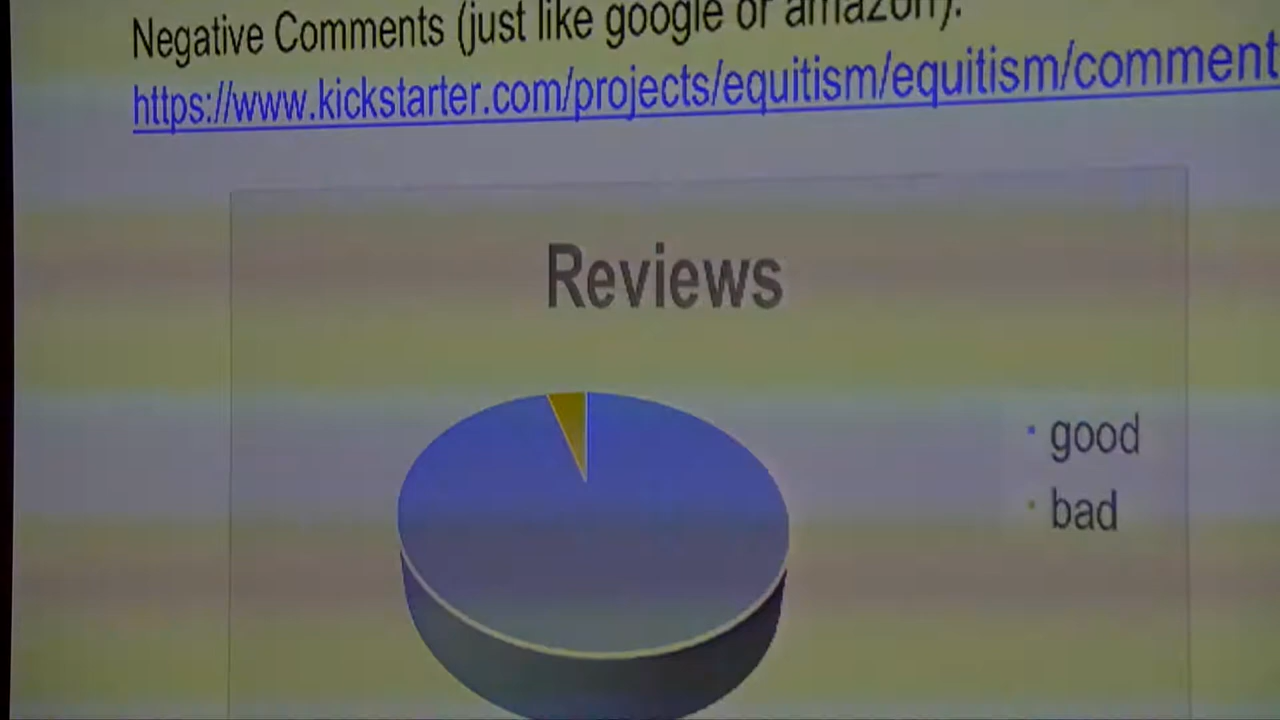 Negative Comments (just like google or amazon).
https://www.kickstarter.com/projects/equitism/equitism/comment
Reviews
good
bad